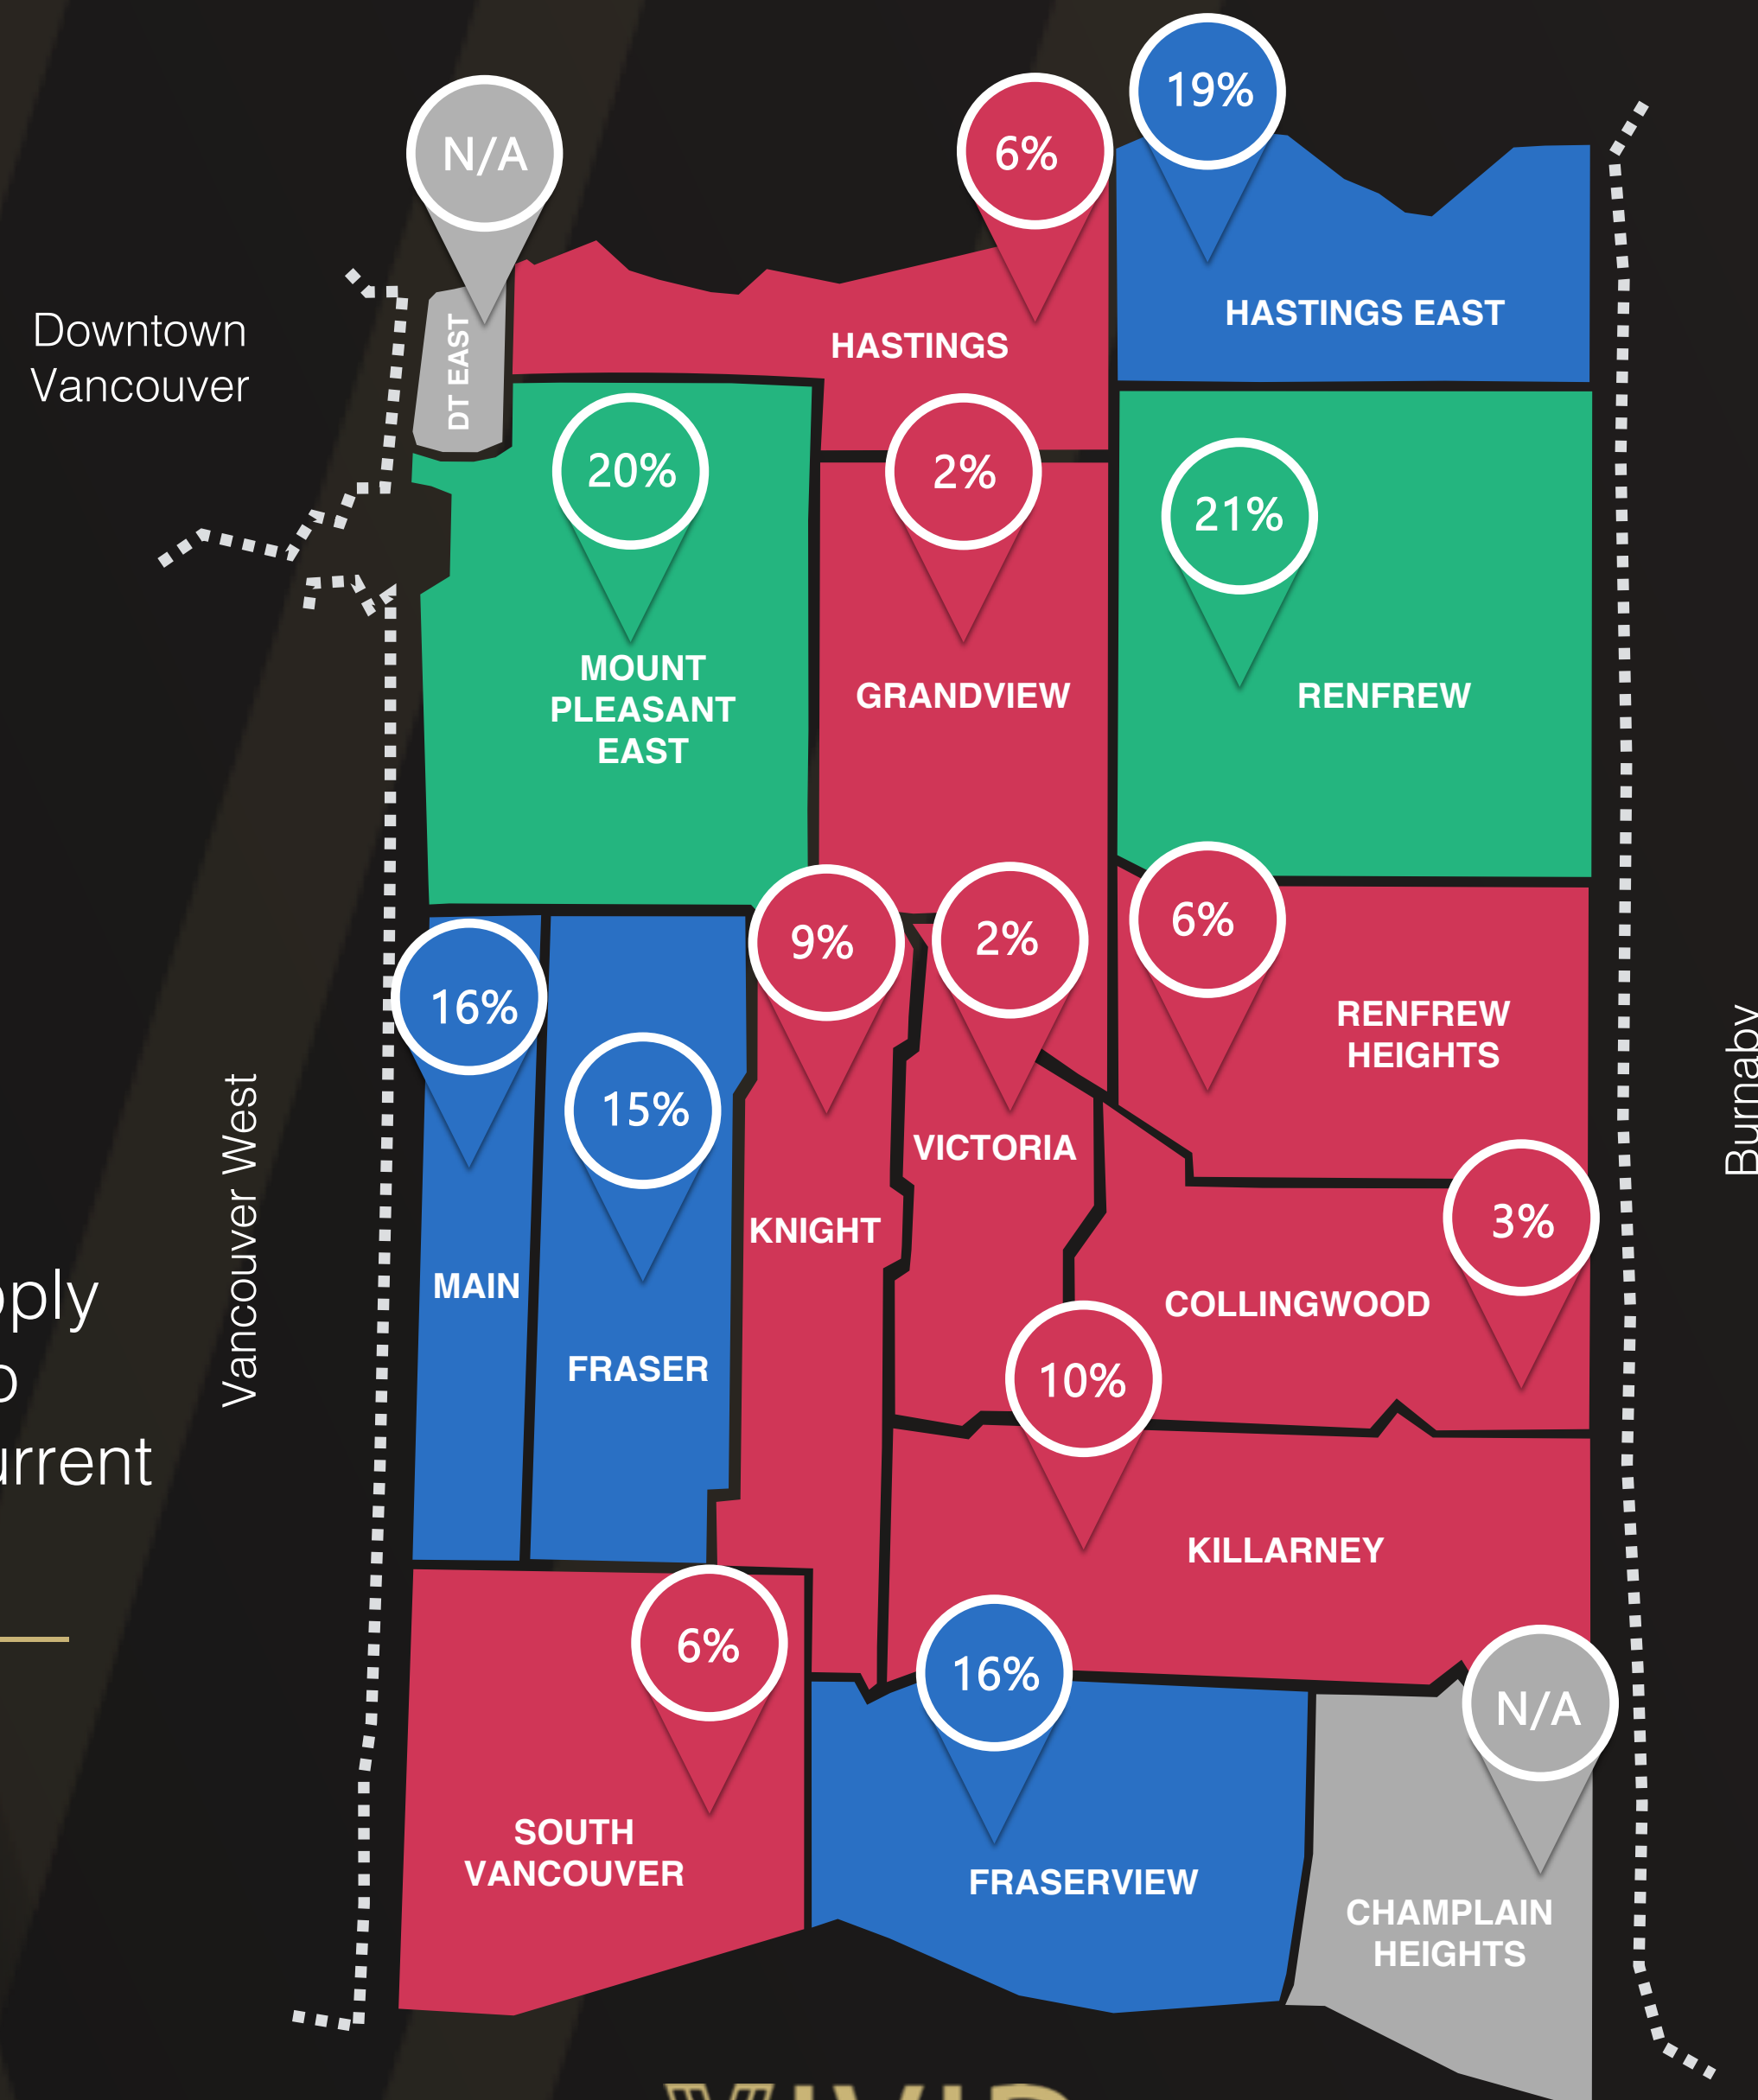 19%
N/A
6%
HASTINGS EAST
Downtown
Vancouver
DT EAST
HASTINGS
20%
2%
21%
MOUNT
PLEASANT
EAST
GRANDVIEW
RENFREW
9%
2%
6%
16%
RENFREW
HEIGHTS
15%
VICTORIA
Vancouver West
Burnaby
KNIGHT
3%
MAIN
COLLINGWOOD
FRASER
10%
urrent
KILLARNEY
6%
16%
N/A
SOUTH
VANCOUVER
FRASERVIEW
CHAMPLAIN
HEIGHTS